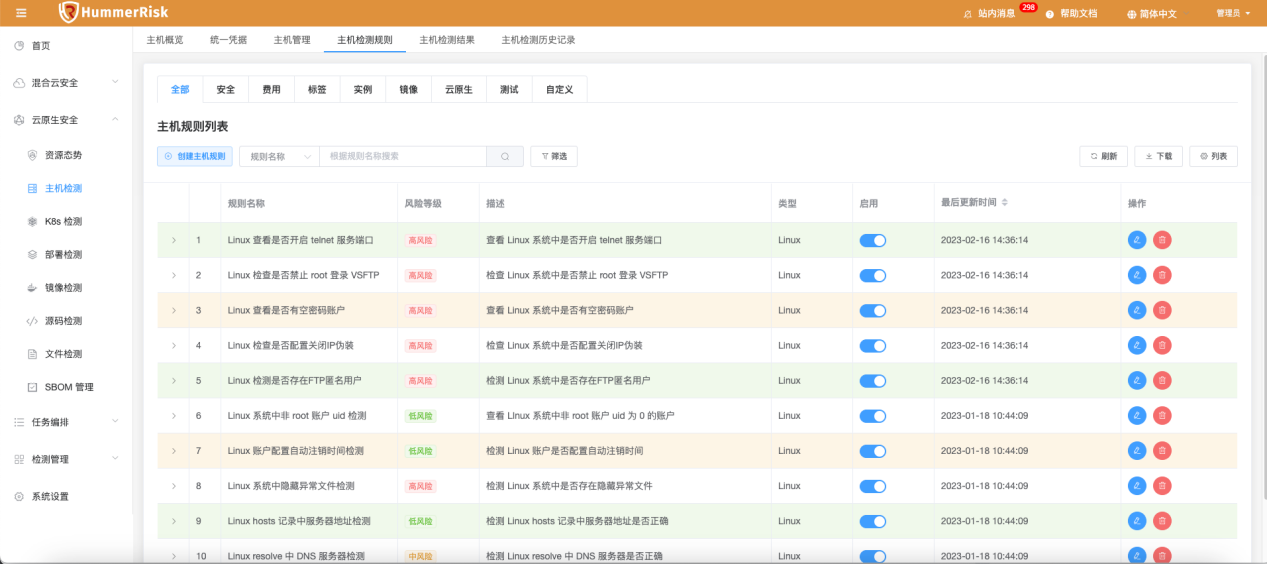 HummerRisk
站内消息 298 帮助文档 简体中文 管理员
首页
混合云安全
云原生安全
资源态势
主机检测
K8s 检测
部署检测
镜像检测
源码检测
文件检测
SBOM 管理
任务编排
检测管理
系统设置
主机概览 统一凭据 主机管理 主机检测规则 主机检测结果 主机检测历史记录
全部 安全 费用 标签 实例 镜像 云原生 测试 自定义
主机规则列表
创建主机规则 规则名称 根据规则名称搜索 筛选 刷新 下载 列表
规则名称 风险等级 描述 类型 启用 最后更新时间 操作
1 Linux 查看是否开启 telnet 服务端口 高风险 查看 Linux 系统中是否开启 telnet 服务端口 Linux 2023-02-16 14:36:14
2 Linux 检查是否禁止 root 登录 VSFTP 高风险 检查 Linux 系统中是否禁止 root 登录 VSFTP Linux 2023-02-16 14:36:14
3 Linux 查看是否有空密码账户 高风险 查看 Linux 系统中是否有空密码账户 Linux 2023-02-16 14:36:14
4 Linux 检查是否配置关闭IP伪装 高风险 检查 Linux 系统中是否配置关闭IP伪装 Linux 2023-02-16 14:36:14
5 Linux 检测是否存在FTP匿名用户 高风险 检测 Linux 系统中是否存在FTP匿名用户 Linux 2023-02-16 14:36:14
6 Linux 系统中非 root 账户 uid 检测 低风险 查看 LInux 系统中非 root 账户 uid 为 0 的账户 Linux 2023-01-18 10:44:09
7 Linux 账户配置自动注销时间检测 低风险 检测 Linux 账户是否配置自动注销时间 Linux 2023-01-18 10:44:09
8 Linux 系统中隐藏异常文件检测 高风险 检测 Linux 系统中是否存在隐藏异常文件 Linux 2023-01-18 10:44:09
9 Linux hosts 记录中服务器地址检测 低风险 检测 Linux hosts 记录中服务器地址是否正确 Linux 2023-01-18 10:44:09
10 Linux resolve 中 DNS 服务器检测 中风险 检测 Linux resolve 中 DNS 服务器是否正确 Linux 2023-01-18 10:44:09